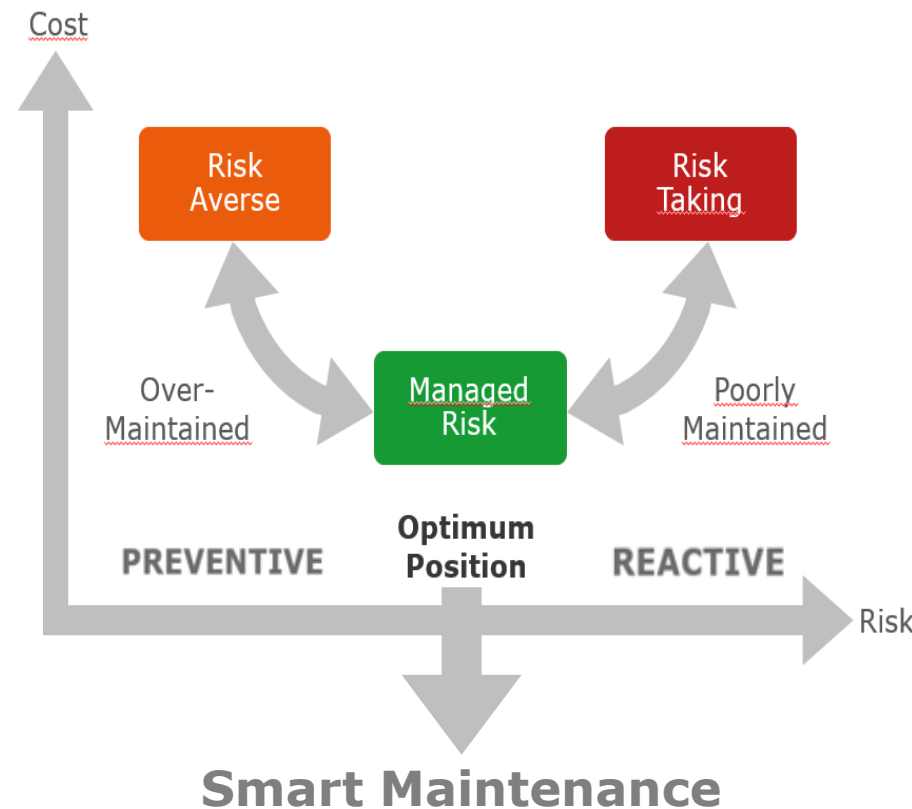 Cost
Risk
Averse
Risk
Taking
Over-
Maintained
Managed
Risk
Poorly
Maintained
PREVENTIVE
Optimum
Position
REACTIVE
Risk
Smart Maintenance